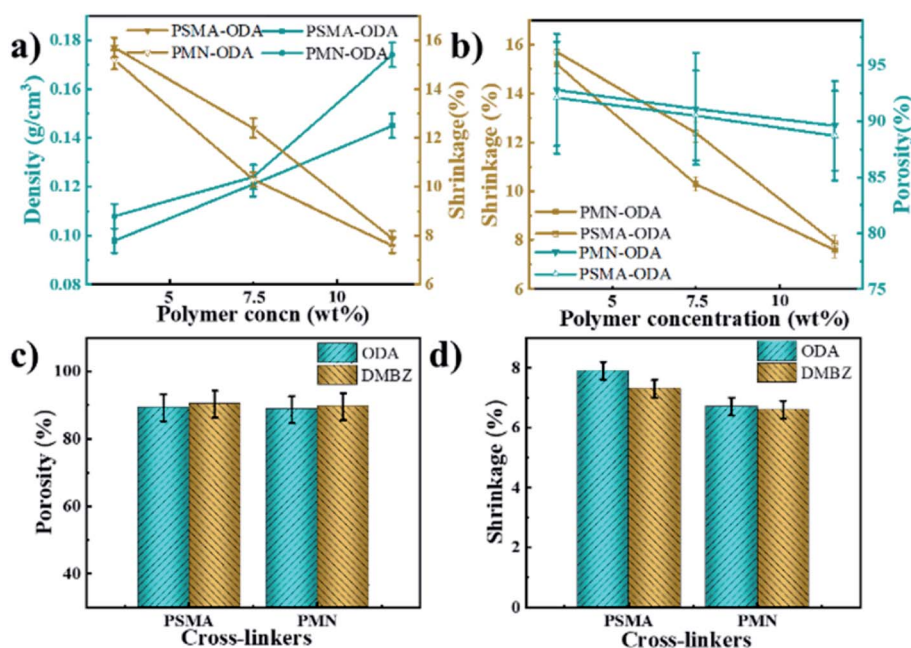 a)
PSMA-ODA PSMA-ODA
PMN-ODA PMN-ODA
Density (g/cm³)
0.18
0.16
0.14
0.12
0.10
0.08
Shrinkage(%)
16
14
12
10
8
6
5 7.5 10
Polymer concn (wt%)
b)
Shrinkage (%)
16
14
12
10
8
6
PMN-ODA
PSMA-ODA
PMN-ODA
PSMA-ODA
Porosity(%)
95
90
85
80
75
5 7.5 10
Polymer concentration (wt%)
c)
ODA
DMBZ
Porosity (%)
100
80
60
40
PSMA PMN
Cross-linkers
d)
ODA
DMBZ
Shrinkage (%)
8
6
4
2
0
PSMA PMN
Cross-linkers